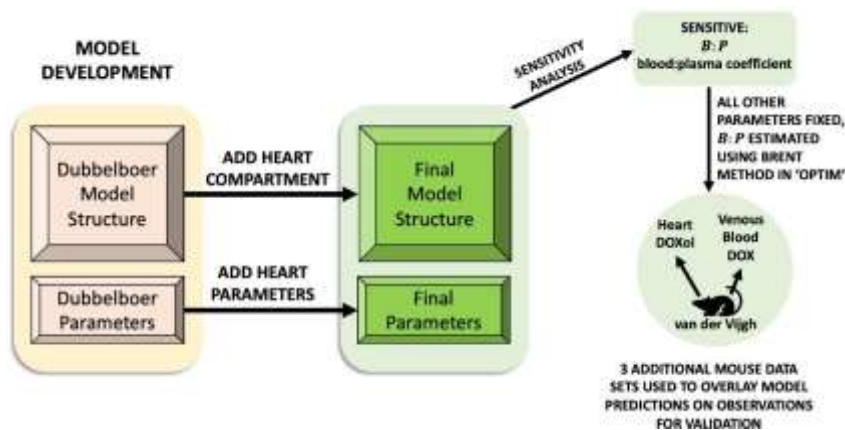 MODEL
DEVELOPMENT
Dubbelboer
Model
Structure
ADD HEART
COMPARTMENT
Final
Model
Structure
Dubbelboer
Parameters
ADD HEART
PARAMETERS
Final
Parameters
SENSITIVITY
ANALYSIS
SENSITIVE:
B: P
blood:plasma coefficient
ALL OTHER
PARAMETERS FIXED,
B: P ESTIMATED
USING BRENT
METHOD IN 'OPTIM'
Heart
DOXol
Venous
Blood
DOX
van der Vijgh
3 ADDITIONAL MOUSE DATA
SETS USED TO OVERLAY MODEL
PREDICTIONS ON OBSERVATIONS
FOR VALIDATION